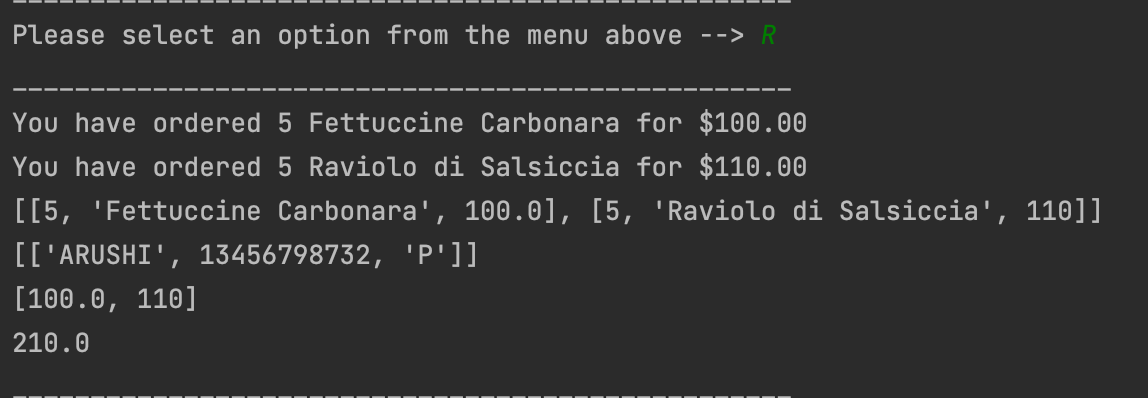 --------------------------------------------------
Please select an option from the menu above --> R
--------------------------------------------------
You have ordered 5 Fettuccine Carbonara for $100.00
You have ordered 5 Raviolo di Salsiccia for $110.00
[[5, 'Fettuccine Carbonara', 100.0], [5, 'Raviolo di Salsiccia', 110]]
[['ARUSHI', 13456798732, 'P']]
[100.0, 110]
210.0
--------------------------------------------------